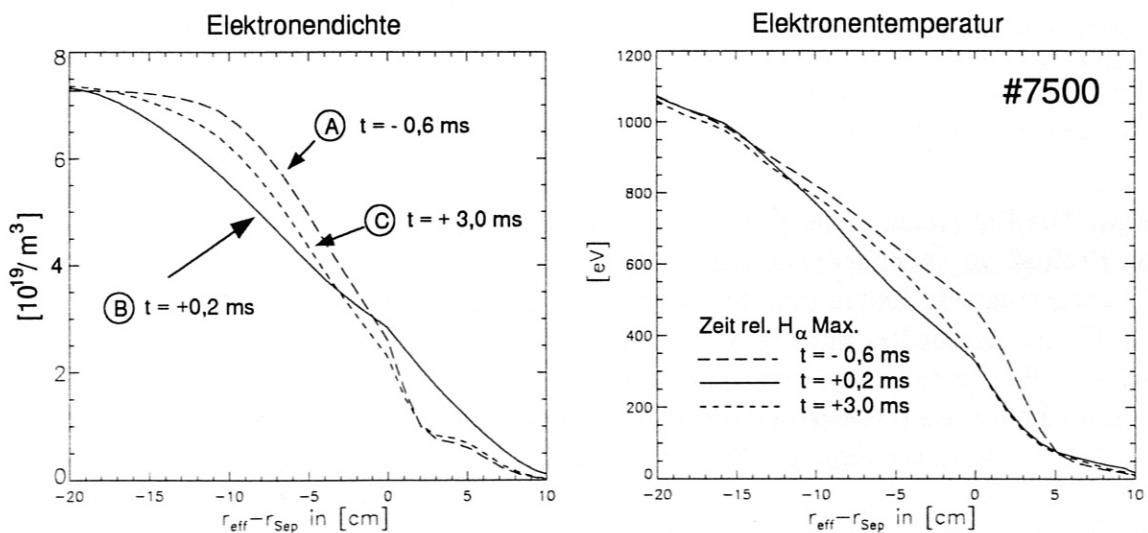 Elektronendichte
8
7
6
4
2
0
[10¹⁹/m³]
A t = - 0,6 ms
C t = + 3,0 ms
B t = +0,2 ms
-20 -15 -10 -5 0 5 10
r_eff-r_Sep in [cm]
Elektronentemperatur
#7500
1200
1000
800
600
400
200
0
[eV]
Zeit rel. H_α Max.
t = - 0,6 ms
t = +0,2 ms
t = +3,0 ms
-20 -15 -10 -5 0 5 10
r_eff-r_Sep in [cm]